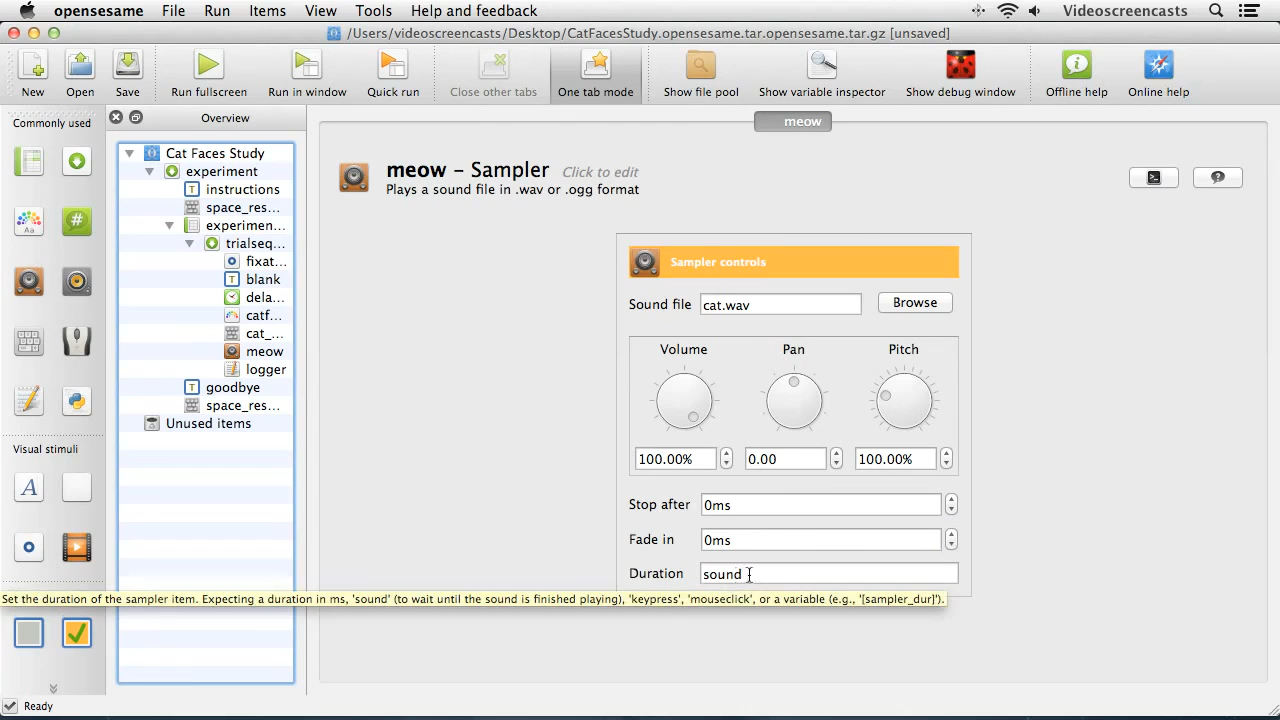 opensesame File Run Items View Tools Help and feedback Videoscreencasts
/Users/videoscreencasts/Desktop/CatFacesStudy.opensesame.tar.opensesame.tar.gz [unsaved]
New Open Save Run fullscreen Run in window Quick run Close other tabs One tab mode Show file pool Show variable inspector Show debug window Offline help Online help
Commonly used
Aa
#
A
Visual stimuli
Overview
Cat Faces Study
experiment
T instructions
space_res...
experimen...
trialseq...
fixat...
T blank
dela...
catf...
cat_...
meow
logger
T goodbye
space_res...
Unused items
meow
meow – Sampler Click to edit
Plays a sound file in .wav or .ogg format
Sampler controls
Sound file cat.wav Browse
Volume Pan Pitch
100.00% 0.00 100.00%
Stop after 0ms
Fade in 0ms
Duration sound
Set the duration of the sampler item. Expecting a duration in ms, 'sound' (to wait until the sound is finished playing), 'keypress', 'mouseclick', or a variable (e.g., '[sampler_dur]').
Ready